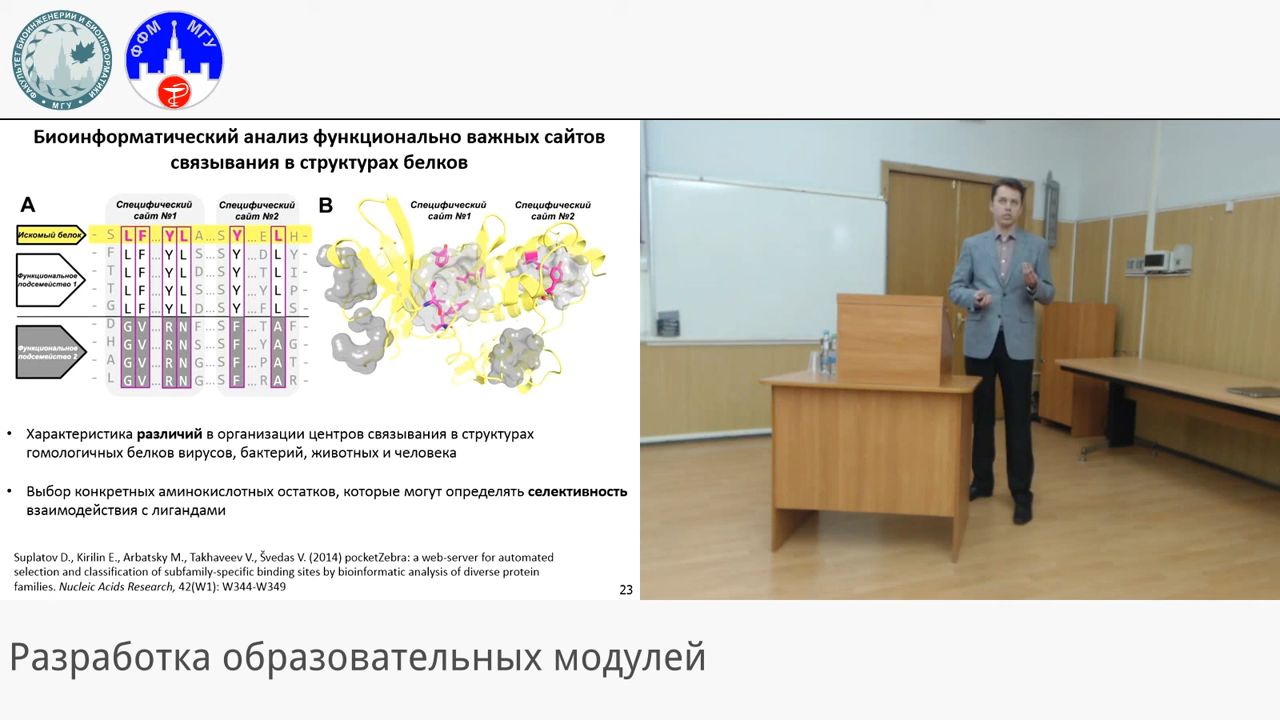 ФАКУЛЬТЕТ БИОИНЖЕНЕРИИ И БИОИНФОРМАТИКИ
• МГУ •
ФФМ МГУ
Биоинформатический анализ функционально важных сайтов
связывания в структурах белков
A
Специфический
сайт №1
Специфический
сайт №2
B
Специфический
сайт №1
Специфический
сайт №2
Искомый белок
- S L F ... Y L A ... S Y ... E L H -
Функциональное
подсемейство 1
- F L F ... Y L S ... S Y ... D L Y -
- T L F ... Y L D ... S Y ... T L I -
- T L F ... Y L S ... S Y ... Y L P -
- G L F ... Y L D ... S Y ... F L S -
Функциональное
подсемейство 2
- D G V ... R N F ... S F ... T A F -
- H G V ... R N S ... S F ... Y A G -
- A G V ... R N G ... S F ... P A T -
- L G V ... R N G ... S F ... R A R -
• Характеристика различий в организации центров связывания в структурах
гомологичных белков вирусов, бактерий, животных и человека
• Выбор конкретных аминокислотных остатков, которые могут определять селективность
взаимодействия с лигандами
Suplatov D., Kirilin E., Arbatsky M., Takhaveev V., Švedas V. (2014) pocketZebra: a web-server for automated
selection and classification of subfamily-specific binding sites by bioinformatic analysis of diverse protein
families. Nucleic Acids Research, 42(W1): W344-W349
23
Разработка образовательных модулей